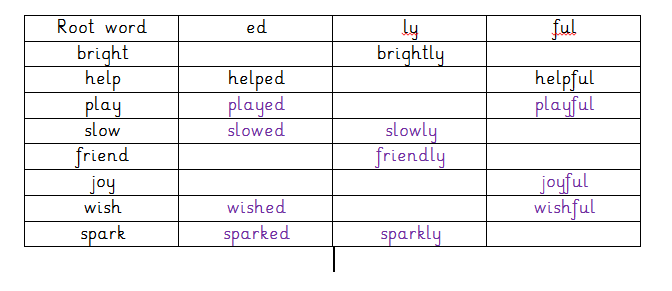 Root word ed ly ful
bright brightly
help helped helpful
play played playful
slow slowed slowly
friend friendly
joy joyful
wish wished wishful
spark sparked sparkly